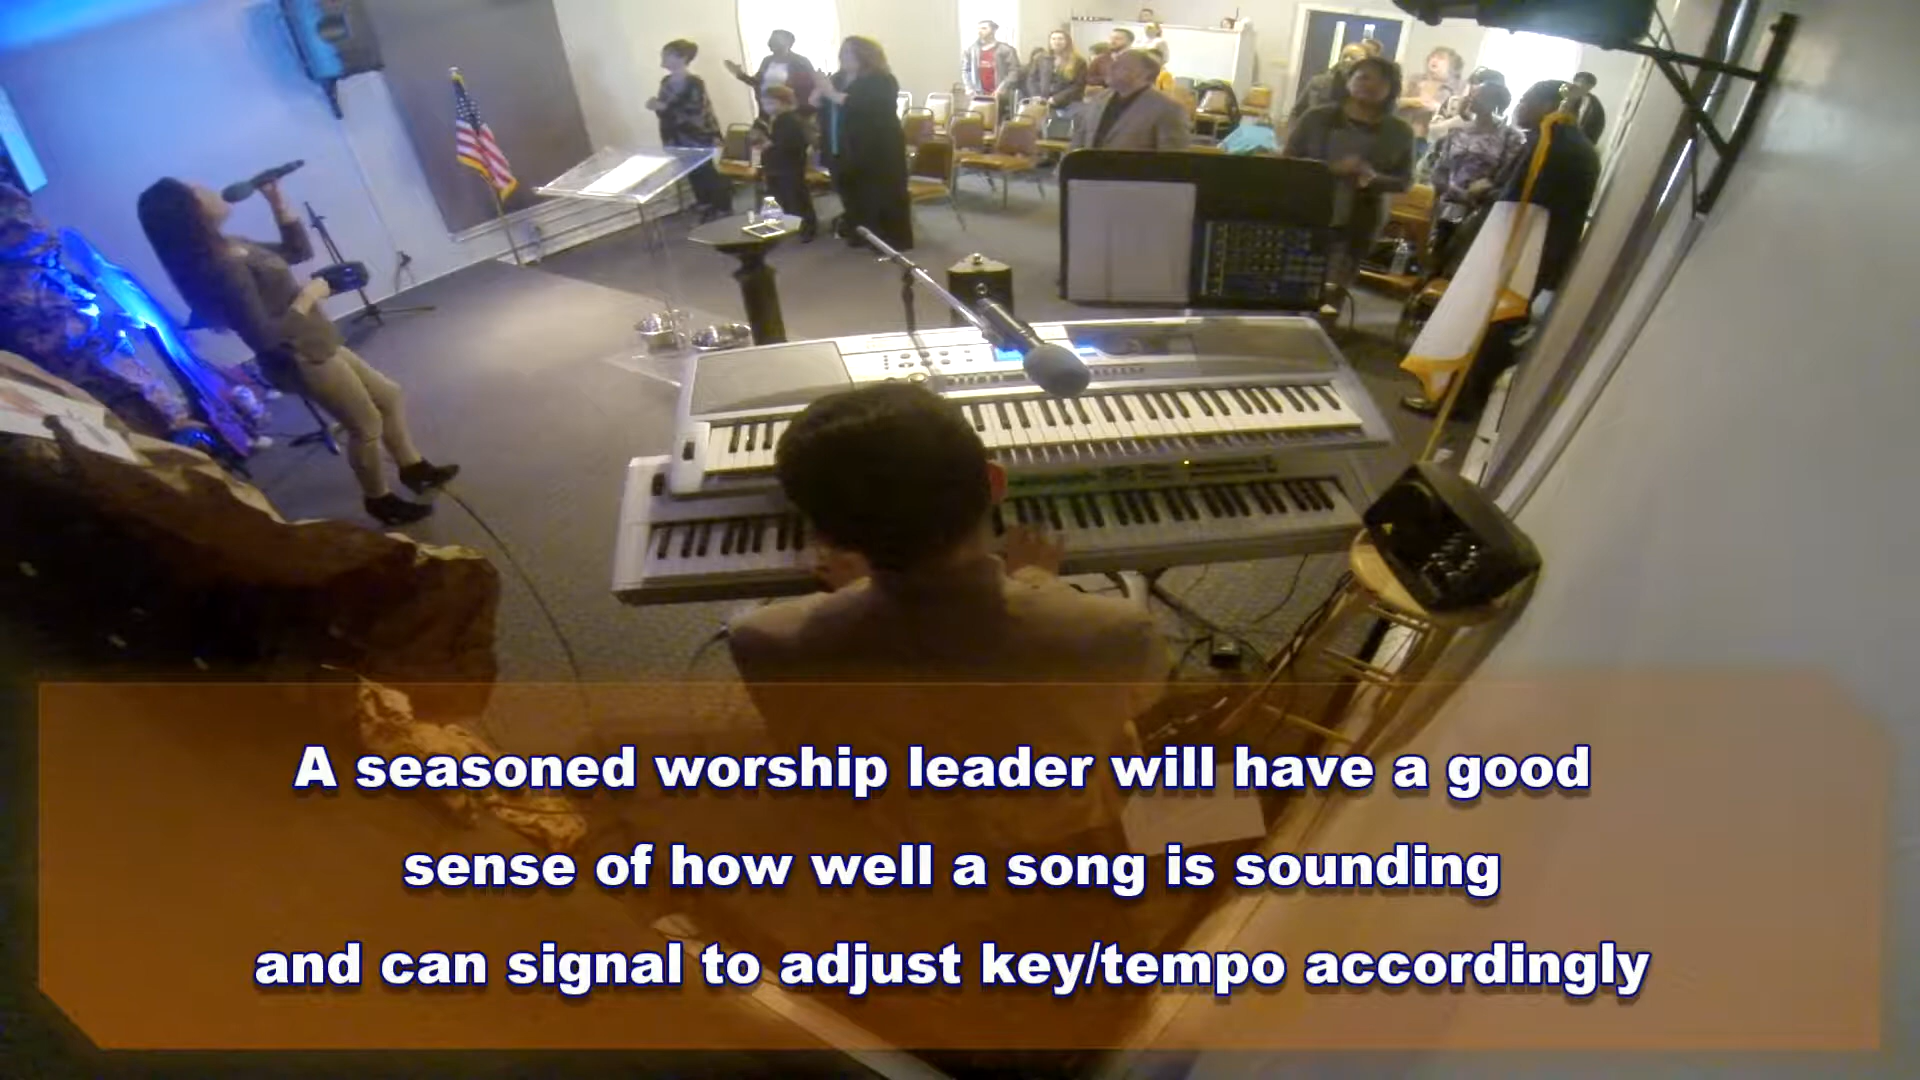 A seasoned worship leader will have a good
sense of how well a song is sounding
and can signal to adjust key/tempo accordingly